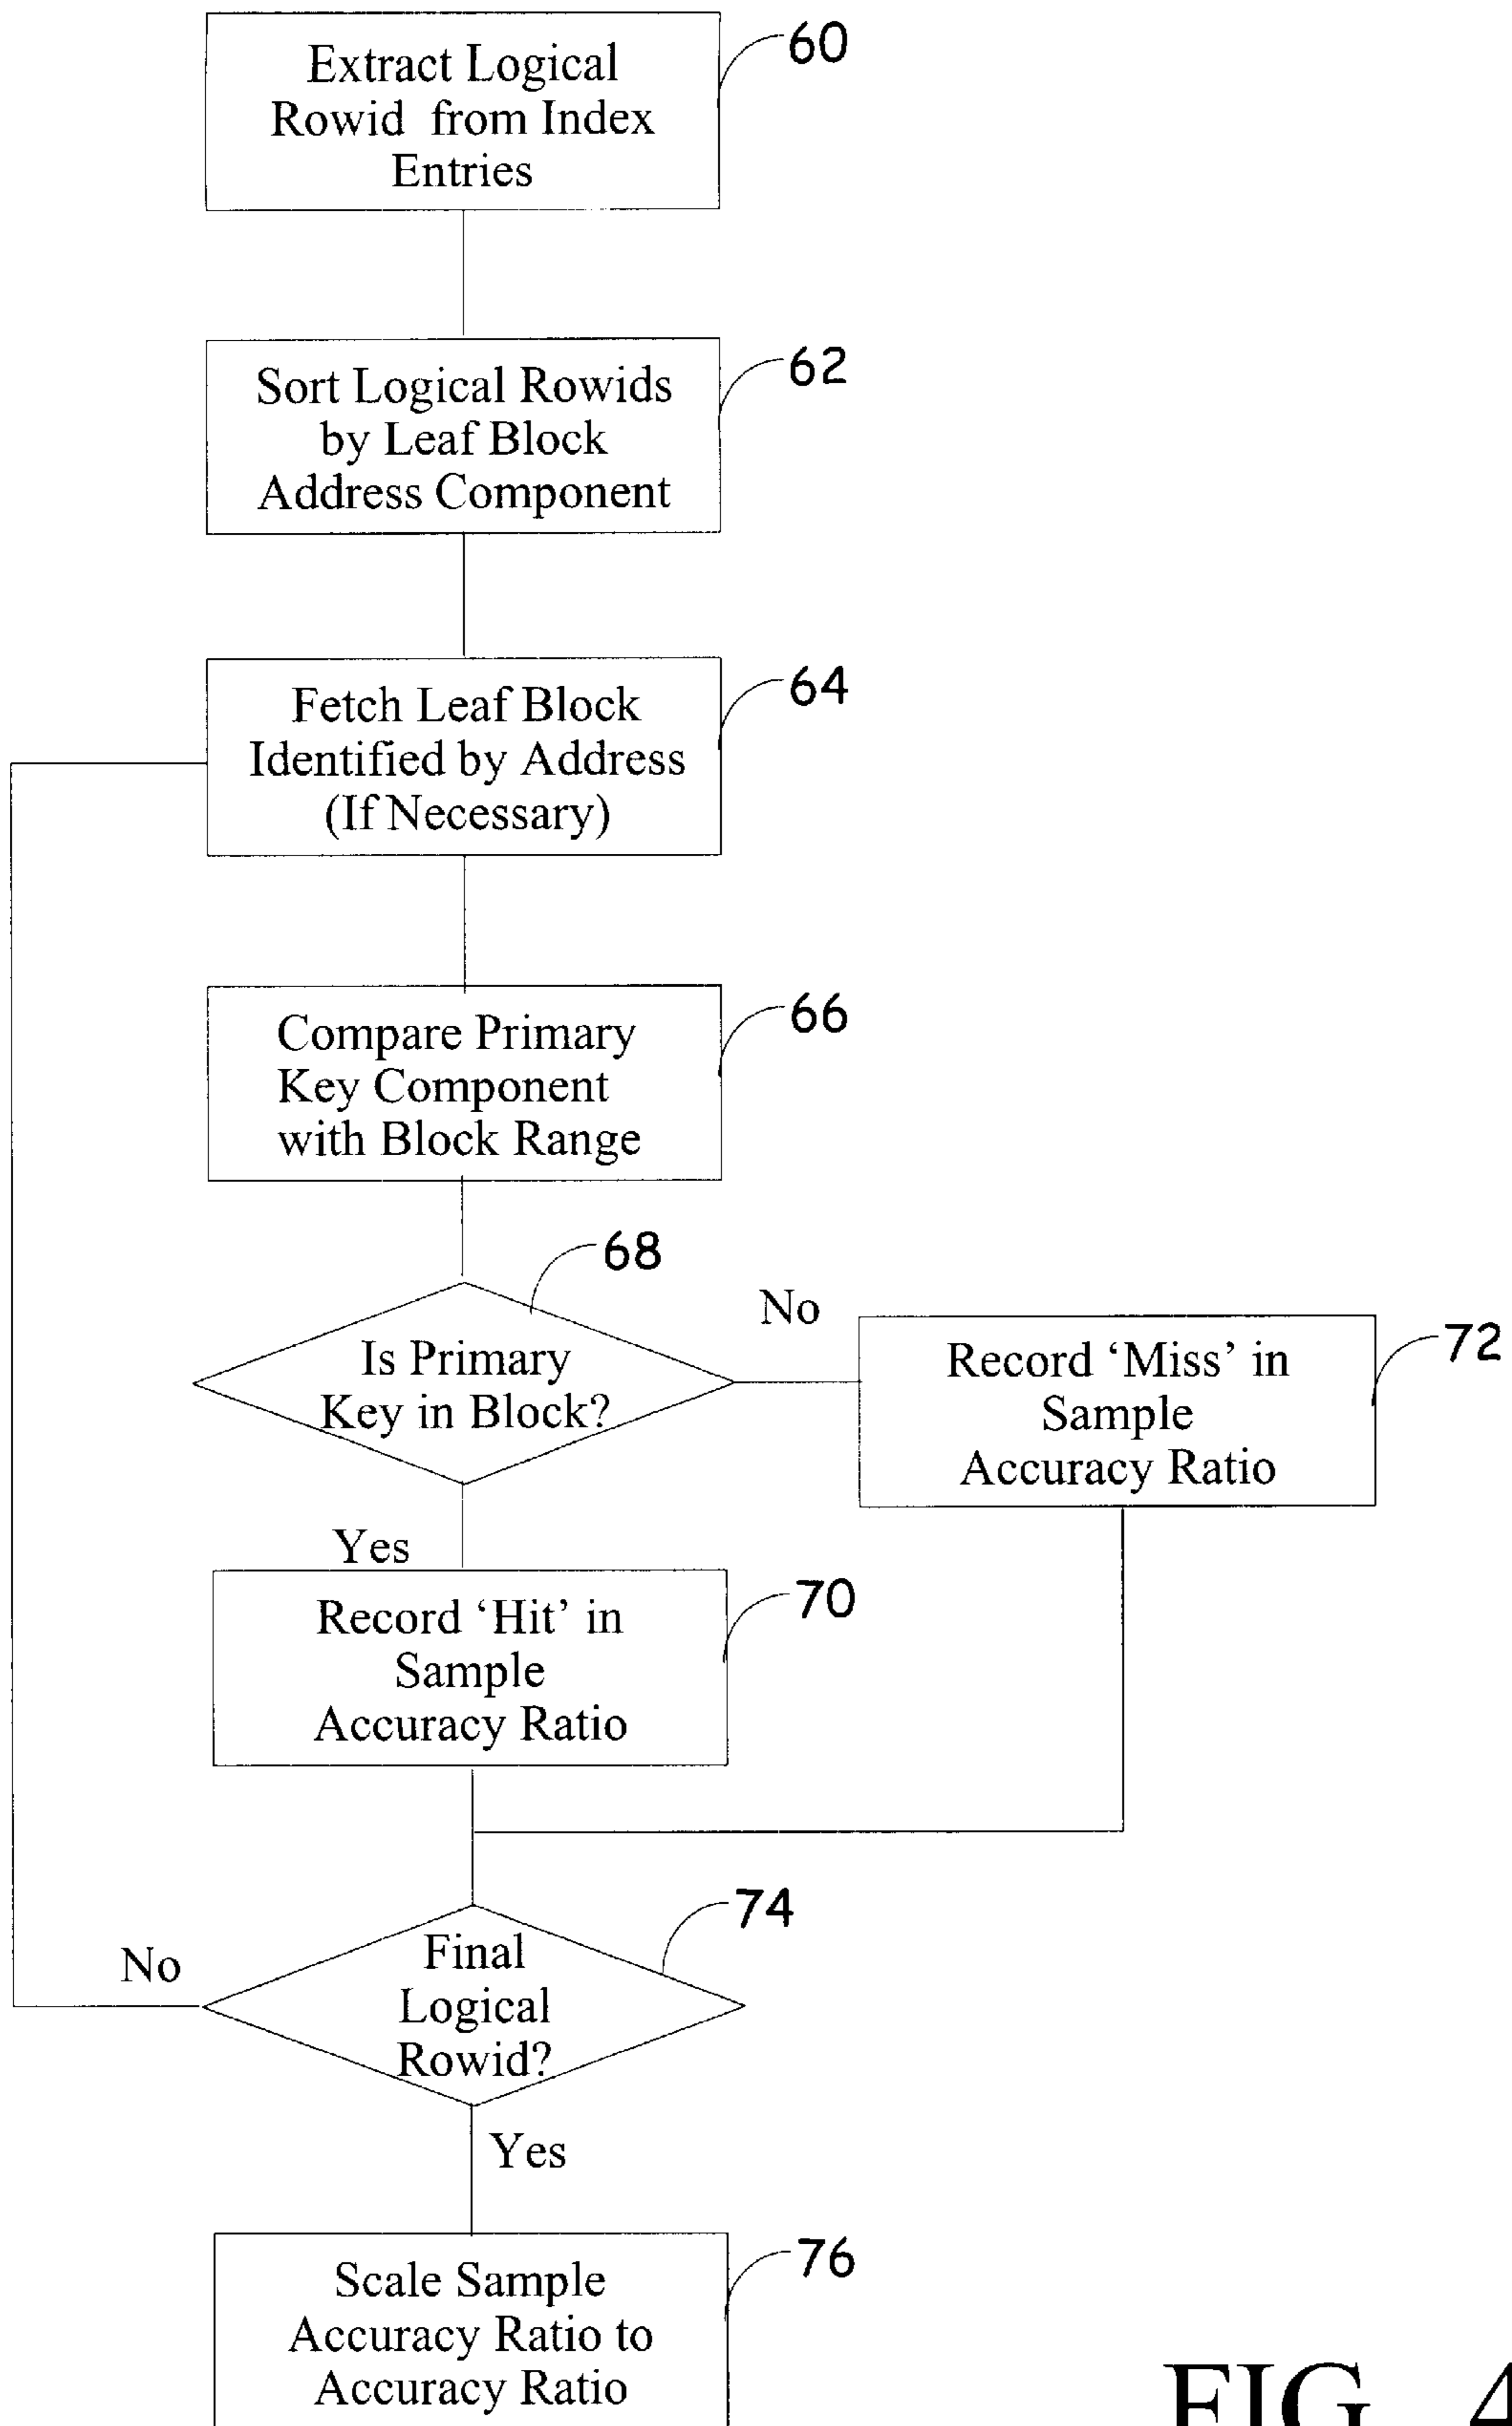 Extract Logical
Rowid from Index
Entries
60
Sort Logical Rowids
by Leaf Block
Address Component
62
Fetch Leaf Block
Identified by Address
(If Necessary)
64
Compare Primary
Key Component
with Block Range
66
68
Is Primary
Key in Block?
No
Record ‘Miss’ in
Sample
Accuracy Ratio
72
Yes
Record ‘Hit’ in
Sample
Accuracy Ratio
70
74
Final
Logical
Rowid?
No
Yes
Scale Sample
Accuracy Ratio to
Accuracy Ratio
76
FIG. 4